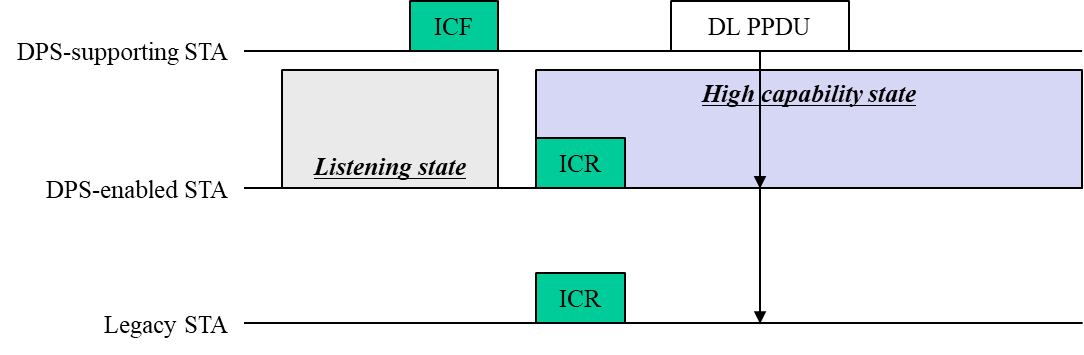 ICF
DL PPDU
DPS-supporting STA
High capability state
Listening state
ICR
DPS-enabled STA
ICR
Legacy STA